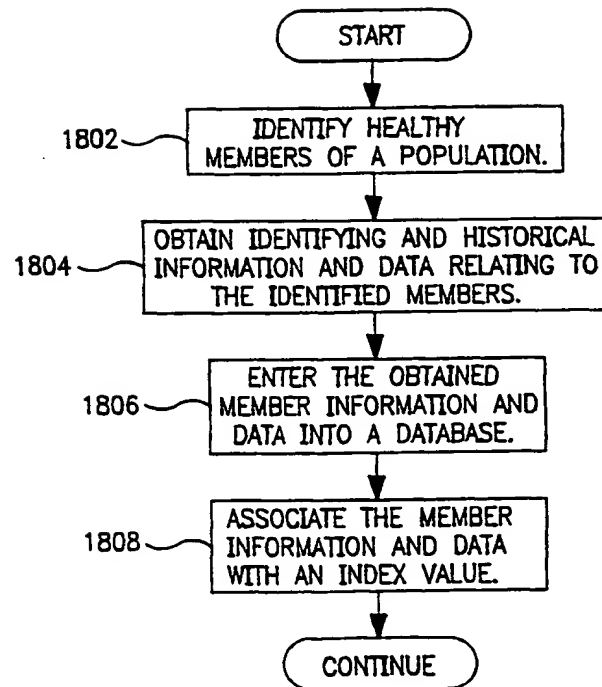 START
1802
IDENTIFY HEALTHY
MEMBERS OF A POPULATION.
1804
OBTAIN IDENTIFYING AND HISTORICAL
INFORMATION AND DATA RELATING TO
THE IDENTIFIED MEMBERS.
1806
ENTER THE OBTAINED
MEMBER INFORMATION AND
DATA INTO A DATABASE.
1808
ASSOCIATE THE MEMBER
INFORMATION AND DATA
WITH AN INDEX VALUE.
CONTINUE